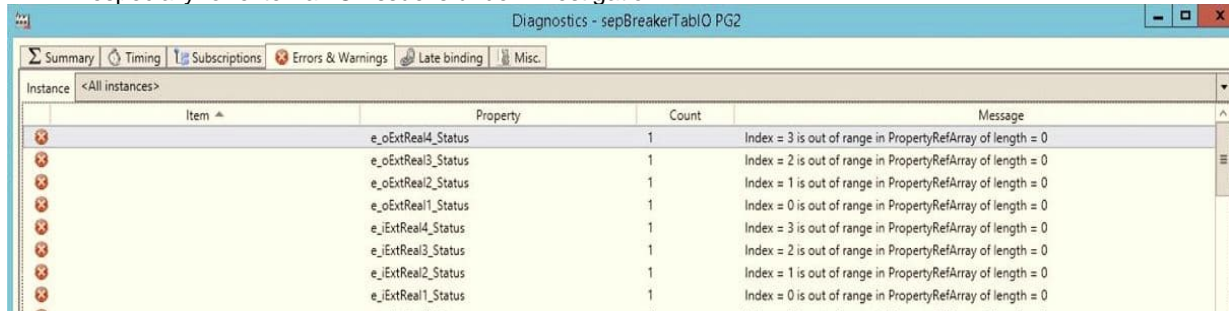 Diagnostics - sepBreakerTabIO PG2
Summary Timing Subscriptions Errors & Warnings Late binding Misc.
Instance <All instances>
Item Property Count Message
e_oExtReal4_Status 1 Index = 3 is out of range in PropertyRefArray of length = 0
e_oExtReal3_Status 1 Index = 2 is out of range in PropertyRefArray of length = 0
e_oExtReal2_Status 1 Index = 1 is out of range in PropertyRefArray of length = 0
e_oExtReal1_Status 1 Index = 0 is out of range in PropertyRefArray of length = 0
e_iExtReal4_Status 1 Index = 3 is out of range in PropertyRefArray of length = 0
e_iExtReal3_Status 1 Index = 2 is out of range in PropertyRefArray of length = 0
e_iExtReal2_Status 1 Index = 1 is out of range in PropertyRefArray of length = 0
e_iExtReal1_Status 1 Index = 0 is out of range in PropertyRefArray of length = 0